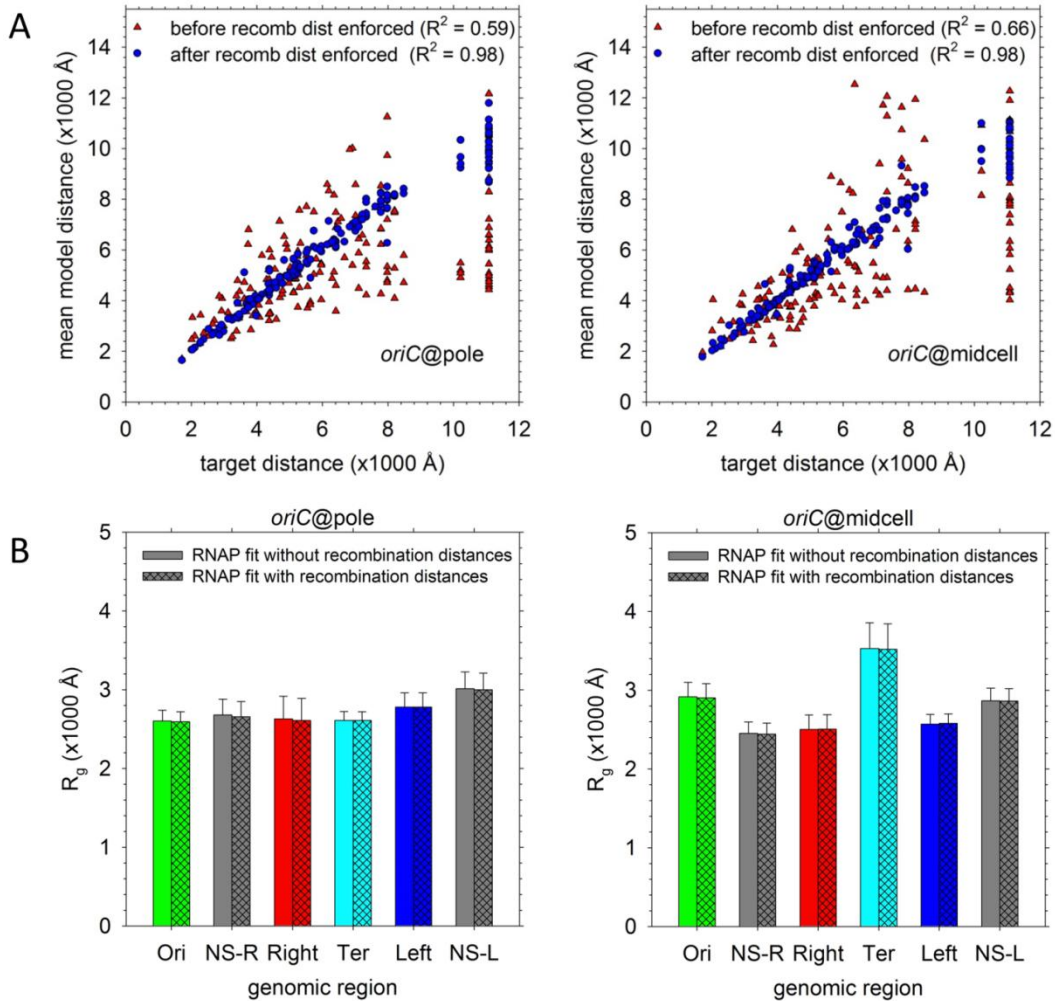 A
before recomb dist enforced (R² = 0.59)
after recomb dist enforced (R² = 0.98)
14
12
10
8
6
4
2
0
mean model distance (x1000 Å)
oriC@pole
0 2 4 6 8 10 12
target distance (x1000 Å)
before recomb dist enforced (R² = 0.66)
after recomb dist enforced (R² = 0.98)
14
12
10
8
6
4
2
0
mean model distance (x1000 Å)
oriC@midcell
0 2 4 6 8 10 12
target distance (x1000 Å)
B
oriC@pole
RNAP fit without recombination distances
RNAP fit with recombination distances
5
4
3
2
1
0
Rg (x1000 Å)
Ori NS-R Right Ter Left NS-L
genomic region
oriC@midcell
RNAP fit without recombination distances
RNAP fit with recombination distances
5
4
3
2
1
0
Rg (x1000 Å)
Ori NS-R Right Ter Left NS-L
genomic region